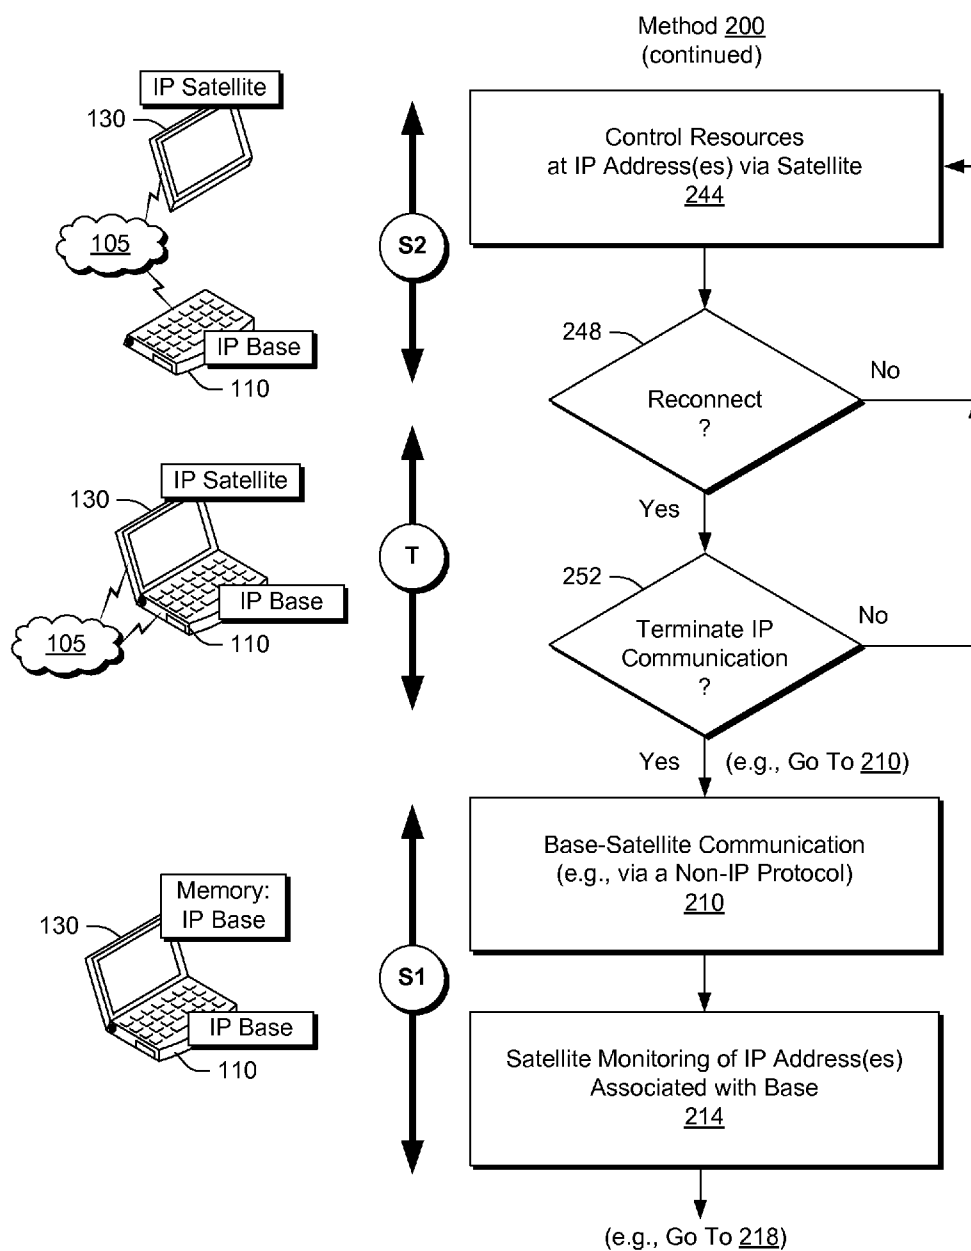 Method 200
(continued)
IP Satellite
130
105
IP Base
110
S2
Control Resources
at IP Address(es) via Satellite
244
248
No
Reconnect
?
Yes
IP Satellite
130
IP Base
105
110
T
252
No
Terminate IP
Communication
?
Yes
(e.g., Go To 210)
Memory:
IP Base
130
IP Base
110
S1
Base-Satellite Communication
(e.g., via a Non-IP Protocol)
210
Satellite Monitoring of IP Address(es)
Associated with Base
214
(e.g., Go To 218)